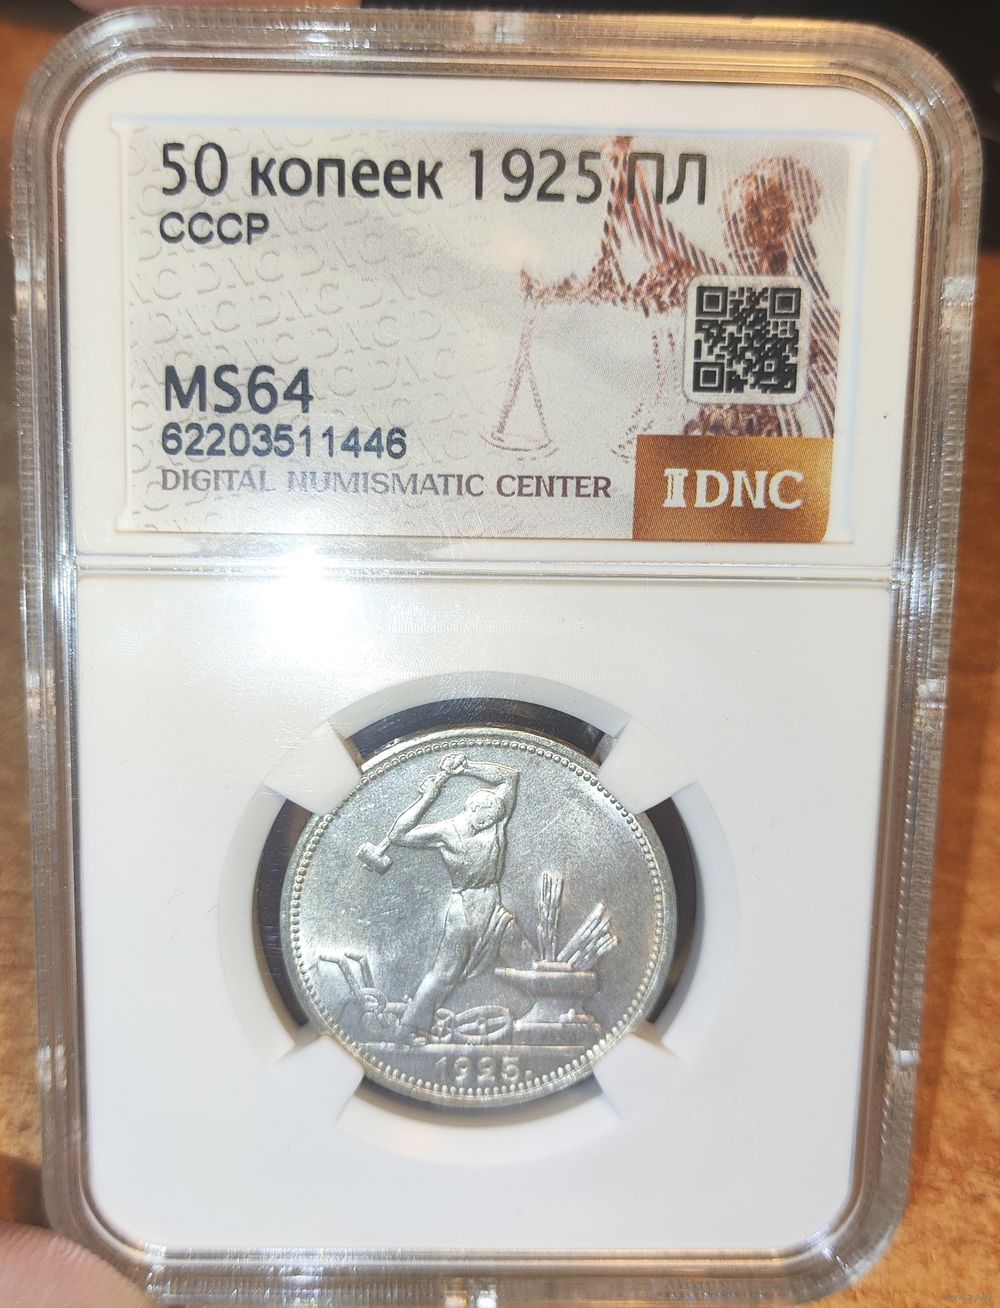 50 копеек 1925 ПЛ
СССР
MS64
62203511446
DIGITAL NUMISMATIC CENTER
DNC
1925.